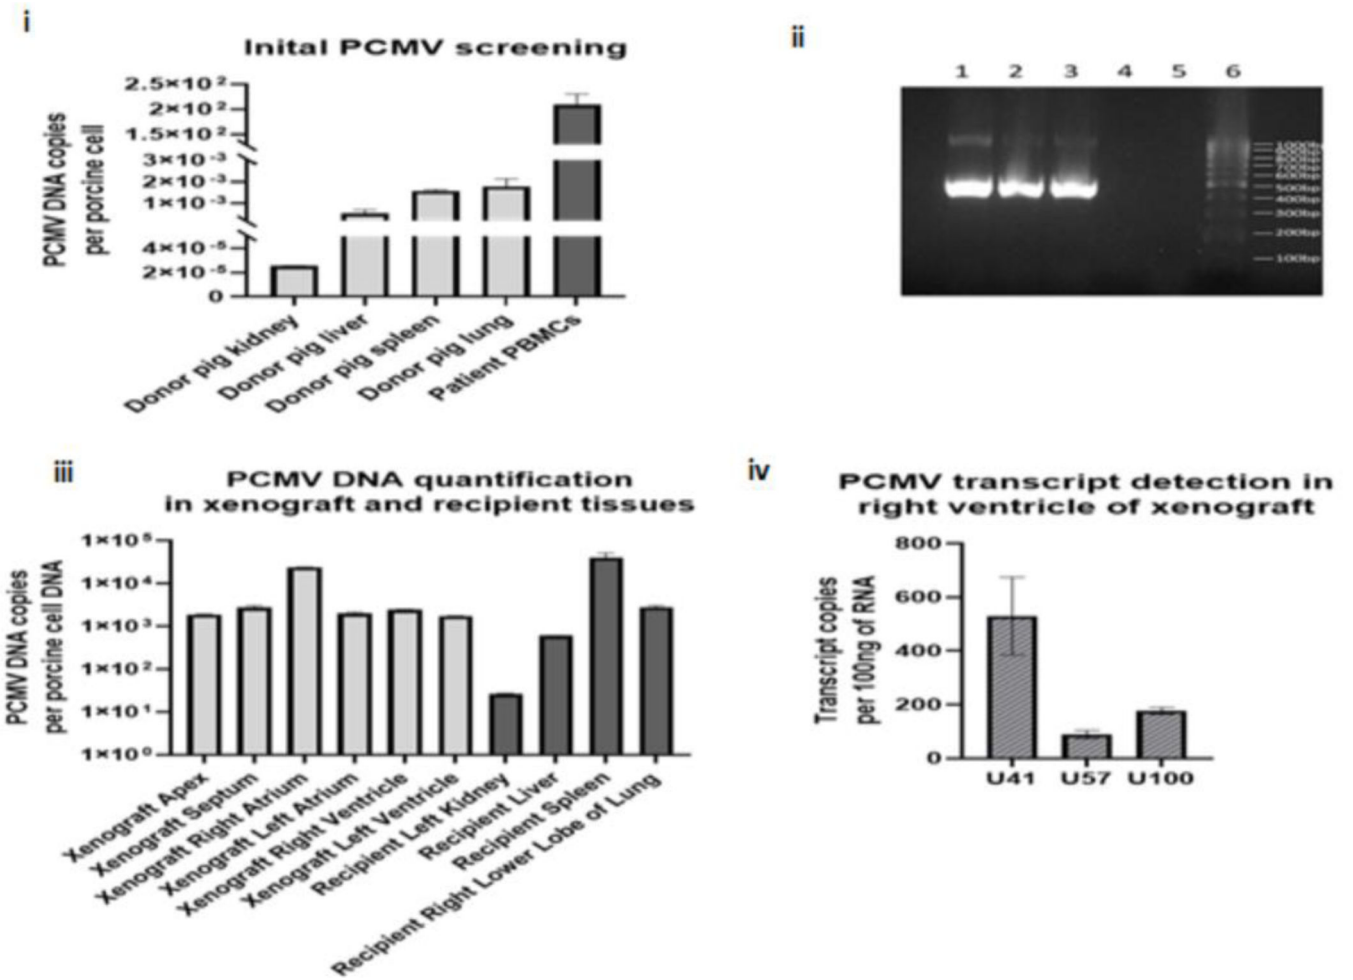 i
Inital PCMV screening
PCMV DNA copies
per porcine cell
2.5×10²
2×10²
1.5×10²
3×10⁻³
2×10⁻³
1×10⁻³
4×10⁻⁵
2×10⁻⁵
0
Donor pig kidney
Donor pig liver
Donor pig spleen
Donor pig lung
Patient PBMCs
ii
1 2 3 4 5 6
1000bp
800bp
700bp
600bp
500bp
400bp
300bp
200bp
100bp
iii
PCMV DNA quantification
in xenograft and recipient tissues
PCMV DNA copies
per porcine cell DNA
1×10⁵
1×10⁴
1×10³
1×10²
1×10¹
1×10⁰
Xenograft Apex
Xenograft Septum
Xenograft Right Atrium
Xenograft Left Atrium
Xenograft Right Ventricle
Xenograft Left Ventricle
Recipient Left Kidney
Recipient Liver
Recipient Spleen
Recipient Right Lower Lobe of Lung
iv
PCMV transcript detection in
right ventricle of xenograft
Transcript copies
per 100ng of RNA
800
600
400
200
0
U41 U57 U100